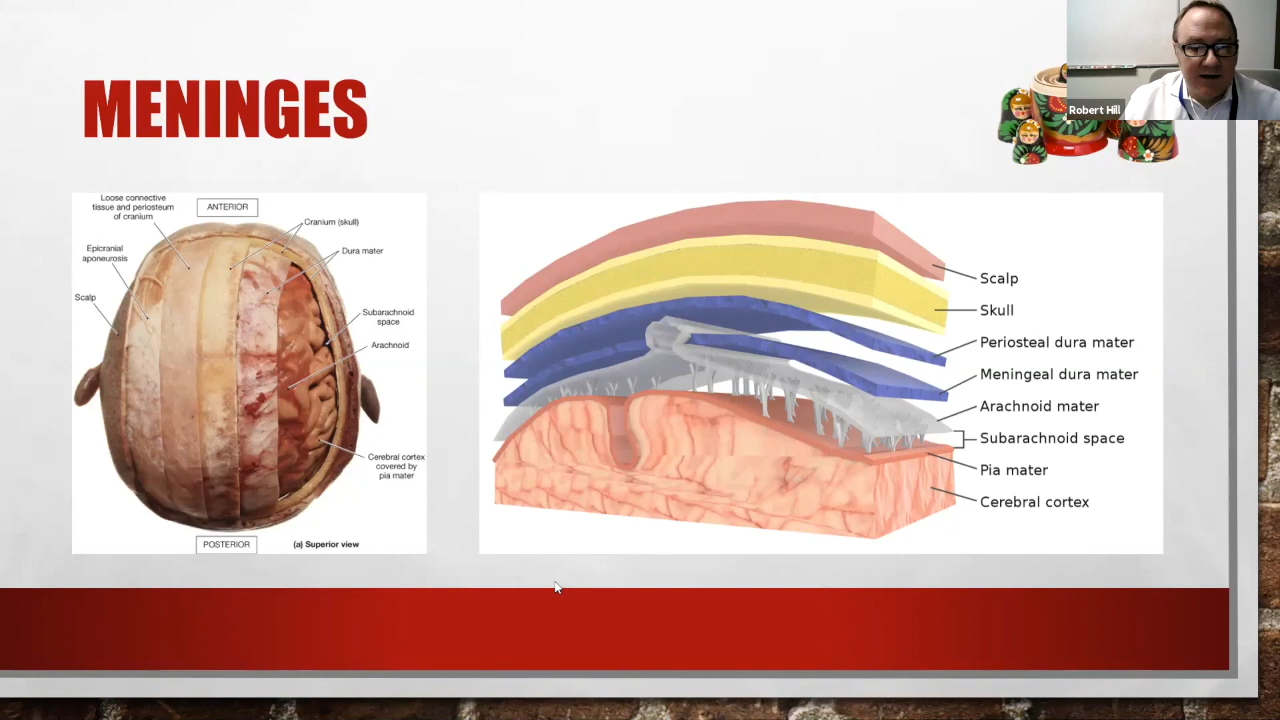 MENINGES
Robert Hill
Loose connective
tissue and periosteum
of cranium
ANTERIOR
Cranium (skull)
Epicranial
aponeurosis
Dura mater
Scalp
Subarachnoid
space
Arachnoid
Cerebral cortex
covered by
pia mater
POSTERIOR
(a) Superior view
Scalp
Skull
Periosteal dura mater
Meningeal dura mater
Arachnoid mater
Subarachnoid space
Pia mater
Cerebral cortex